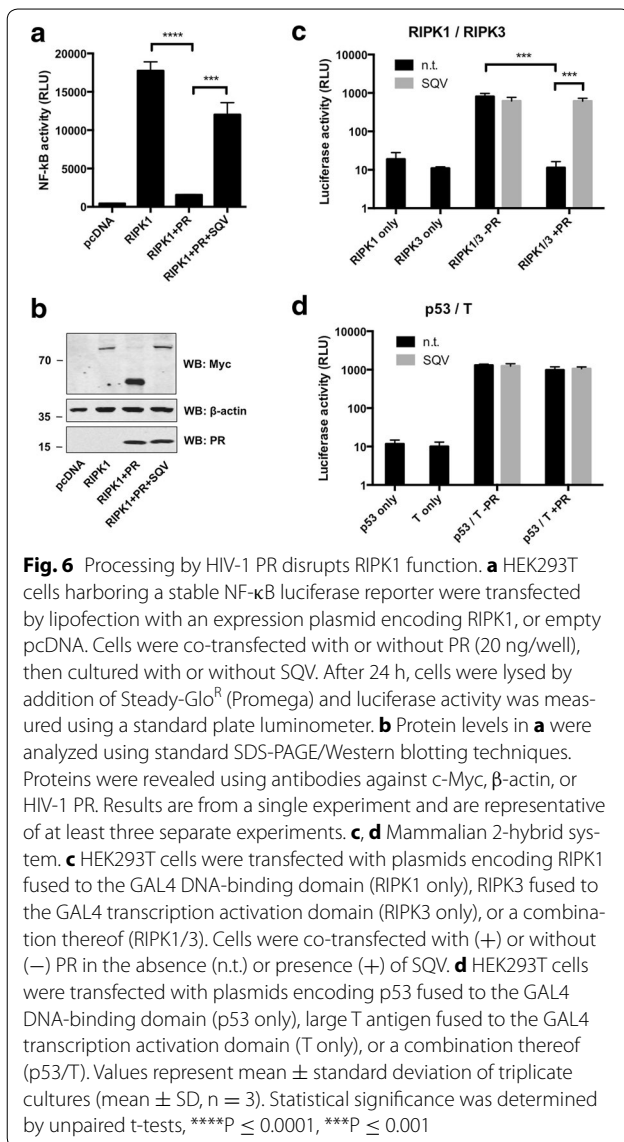 a
NF-kB activity (RLU)
20000
15000
10000
5000
0
****
***
pcDNA
RIPK1
RIPK1+PR
RIPK1+PR+SQV
c
RIPK1 / RIPK3
Luciferase activity (RLU)
10000
1000
100
10
1
n.t.
SQV
***
***
RIPK1 only
RIPK3 only
RIPK1/3 -PR
RIPK1/3 +PR
b
70
WB: Myc
35
WB: β-actin
15
WB: PR
pcDNA
RIPK1
RIPK1+PR
RIPK1+PR+SQV
d
p53 / T
Luciferase activity (RLU)
10000
1000
100
10
1
n.t.
SQV
p53 only
T only
p53 / T -PR
p53 / T +PR
Fig. 6 Processing by HIV-1 PR disrupts RIPK1 function. a HEK293T
cells harboring a stable NF-κB luciferase reporter were transfected
by lipofection with an expression plasmid encoding RIPK1, or empty
pcDNA. Cells were co-transfected with or without PR (20 ng/well),
then cultured with or without SQV. After 24 h, cells were lysed by
addition of Steady-Glo^R (Promega) and luciferase activity was meas-
ured using a standard plate luminometer. b Protein levels in a were
analyzed using standard SDS-PAGE/Western blotting techniques.
Proteins were revealed using antibodies against c-Myc, β-actin, or
HIV-1 PR. Results are from a single experiment and are representative
of at least three separate experiments. c, d Mammalian 2-hybrid sys-
tem. c HEK293T cells were transfected with plasmids encoding RIPK1
fused to the GAL4 DNA-binding domain (RIPK1 only), RIPK3 fused to
the GAL4 transcription activation domain (RIPK3 only), or a combina-
tion thereof (RIPK1/3). Cells were co-transfected with (+) or without
(−) PR in the absence (n.t.) or presence (+) of SQV. d HEK293T cells
were transfected with plasmids encoding p53 fused to the GAL4
DNA-binding domain (p53 only), large T antigen fused to the GAL4
transcription activation domain (T only), or a combination thereof
(p53/T). Values represent mean ± standard deviation of triplicate
cultures (mean ± SD, n = 3). Statistical significance was determined
by unpaired t-tests, ****P ≤ 0.0001, ***P ≤ 0.001